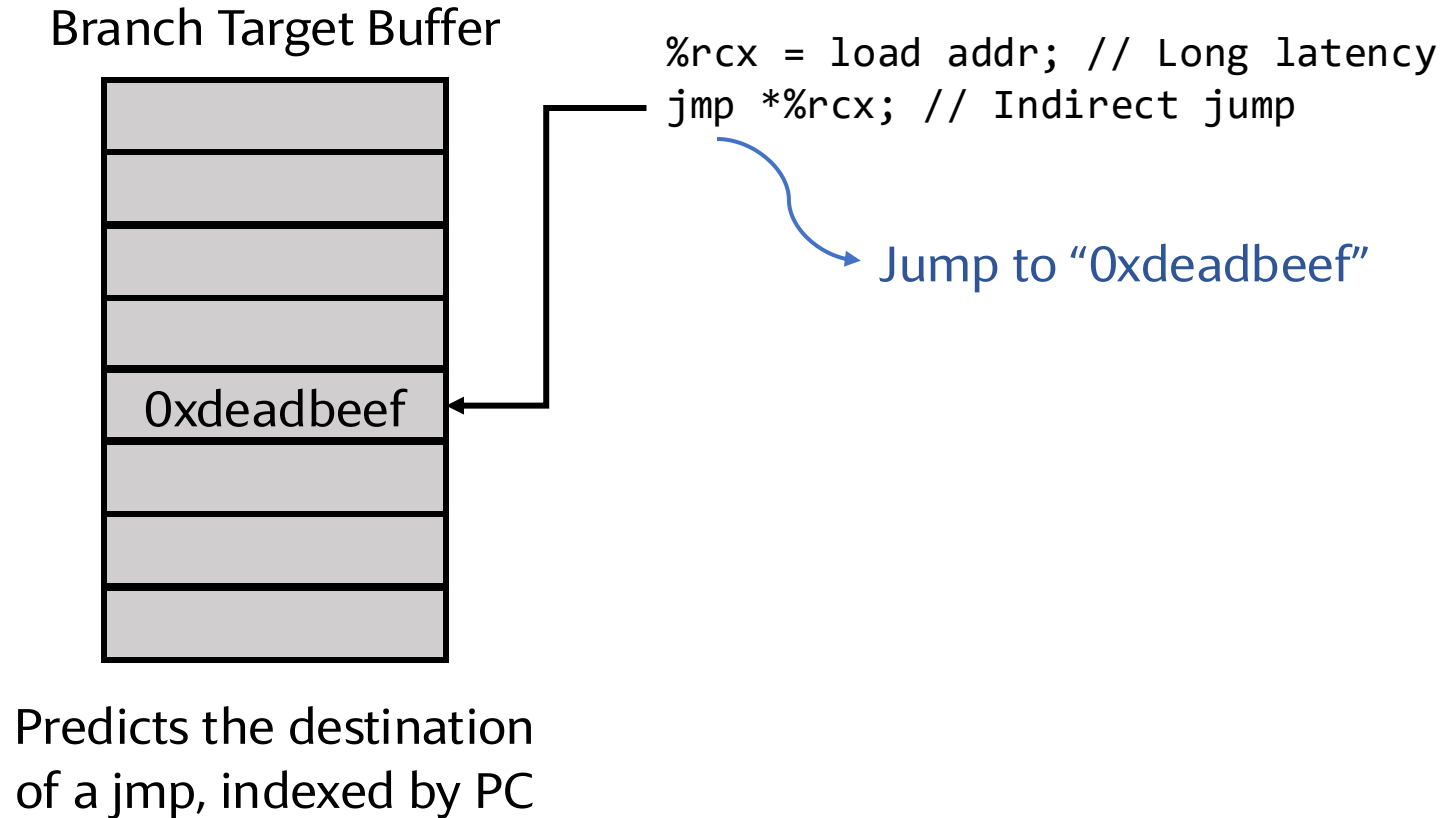 Branch Target Buffer
%rcx = load addr; // Long latency
jmp *%rcx; // Indirect jump
Jump to “0xdeadbeef”
0xdeadbeef
Predicts the destination
of a jmp, indexed by PC